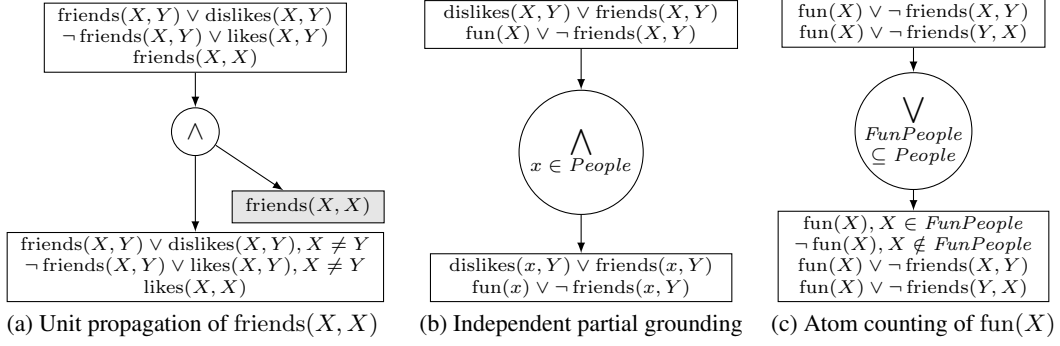 friends(X, Y) ∨ dislikes(X, Y)
¬ friends(X, Y) ∨ likes(X, Y)
friends(X, X)
∧
friends(X, X)
friends(X, Y) ∨ dislikes(X, Y), X ≠ Y
¬ friends(X, Y) ∨ likes(X, Y), X ≠ Y
likes(X, X)
(a) Unit propagation of friends(X, X)
dislikes(X, Y) ∨ friends(X, Y)
fun(X) ∨ ¬ friends(X, Y)
⋀
x ∈ People
dislikes(x, Y) ∨ friends(x, Y)
fun(x) ∨ ¬ friends(x, Y)
(b) Independent partial grounding
fun(X) ∨ ¬ friends(X, Y)
fun(X) ∨ ¬ friends(Y, X)
⋁
FunPeople
⊆ People
fun(X), X ∈ FunPeople
¬ fun(X), X ∉ FunPeople
fun(X) ∨ ¬ friends(X, Y)
fun(X) ∨ ¬ friends(Y, X)
(c) Atom counting of fun(X)